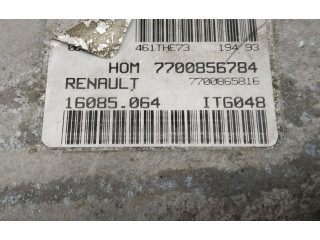 461THE73 194 93
HOM 7700856784
RENAULT 7700865816
16085.064 ITG048